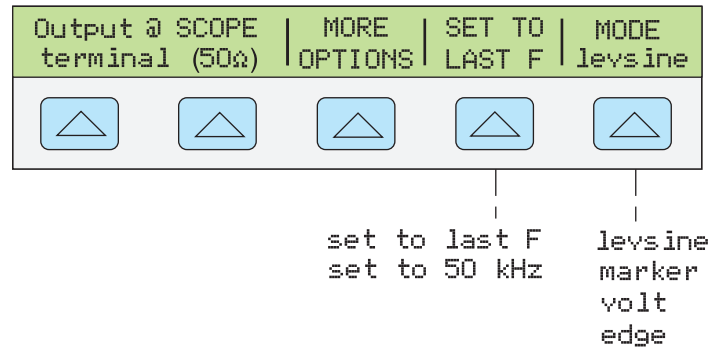 Output @ SCOPE | MORE | SET TO | MODE
terminal (50Ω) | OPTIONS | LAST F | levsine
set to last F
set to 50 kHz
levsine
marker
volt
edge